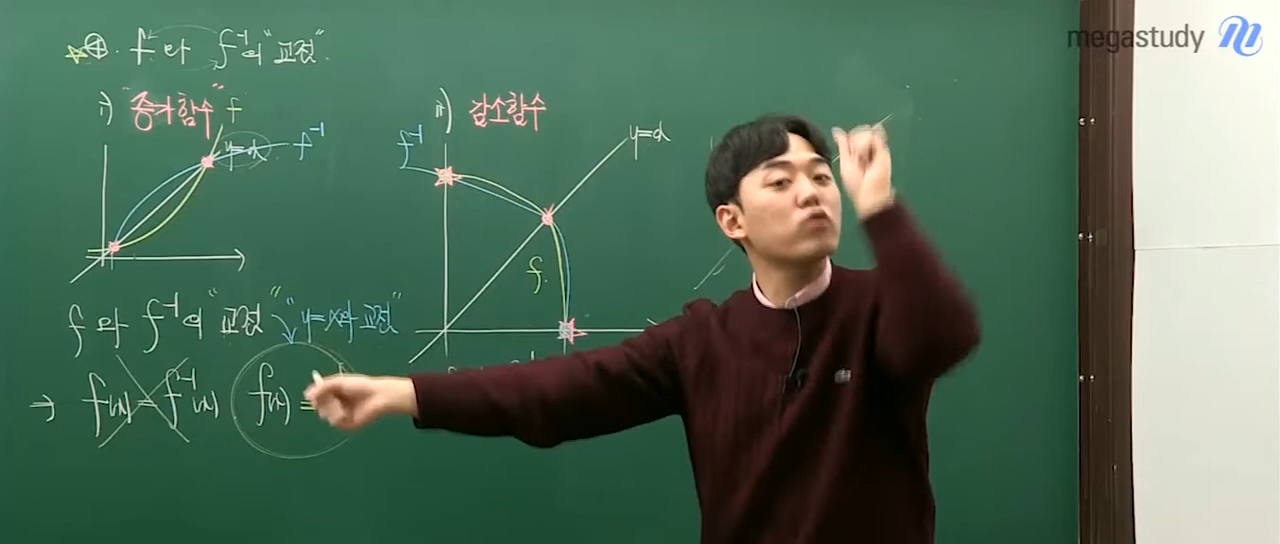 ☆⊕. f 와 f⁻¹의 "교점".
megastudy
i) "증가함수"
f
y=x
f⁻¹
ii) 감소함수
f⁻¹
y=x
f.
f 와 f⁻¹의 "교점" "y=x와 교점"
→ f(x) = f⁻¹(x) f(x) =